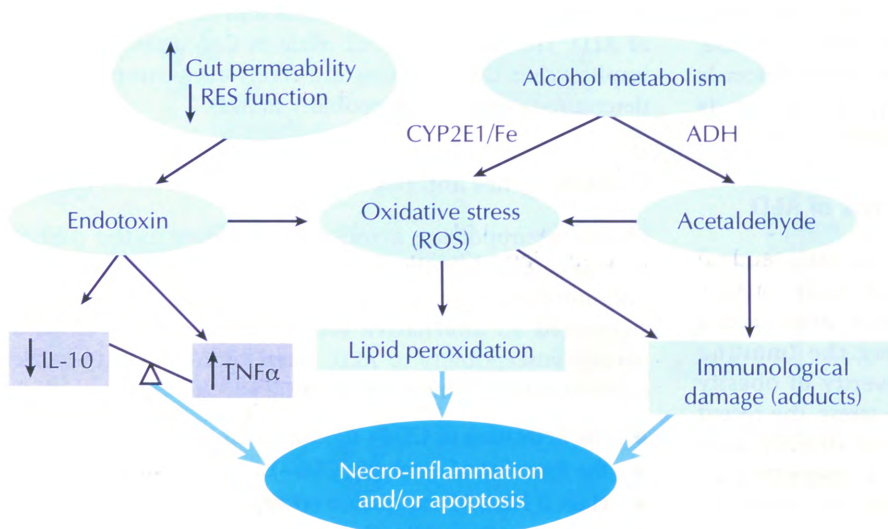 ↑ Gut permeability
↓ RES function
Alcohol metabolism
CYP2E1/Fe
ADH
Endotoxin
Oxidative stress
(ROS)
Acetaldehyde
↓ IL-10
↑ TNFα
Lipid peroxidation
Immunological
damage (adducts)
Necro-inflammation
and/or apoptosis